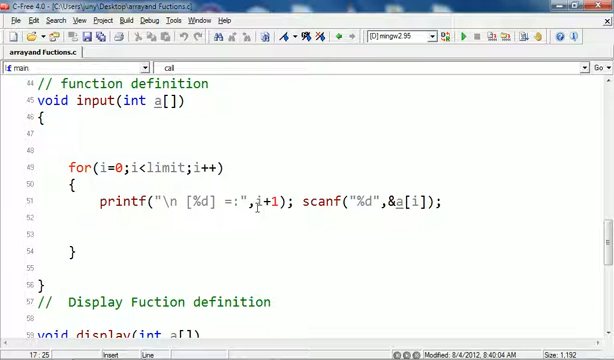 C-Free 4.0 - [C:\Users\juny\Desktop\arrayand Fuctions.c]
File Edit Search View Project Build Debug Tools Window Help
[D] mingw2.95
arrayand Fuctions.c
main call Go
44 // function definition
45 void input(int a[])
46 {
47
48
49 for(i=0;i<limit;i++)
50 {
51 printf("\n [%d] =:",i+1); scanf("%d",&a[i]);
52
53
54 }
55
56 }
57 // Display Fuction definition
58
59 void display(int a[])
17: 25 Insert Line Modified: 8/4/2012, 8:40:04 AM Size: 1,192